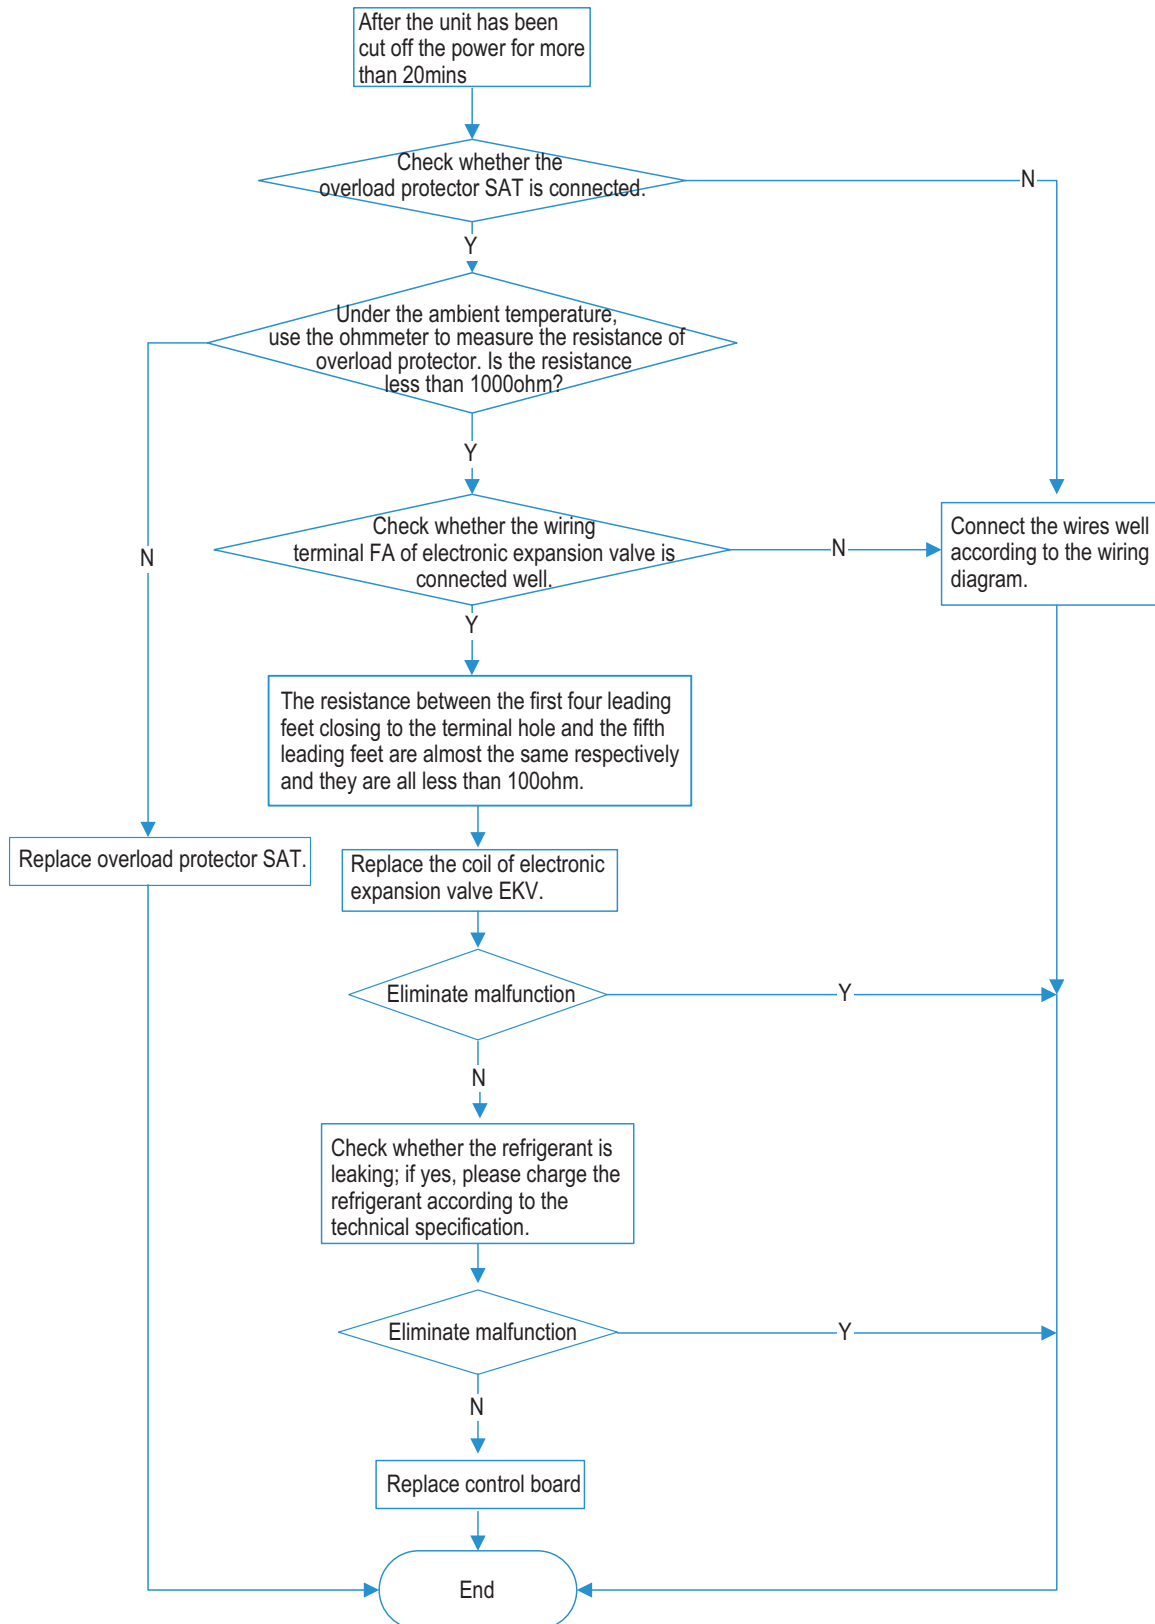 After the unit has been
cut off the power for more
than 20mins
Check whether the
overload protector SAT is connected.
N
Y
Under the ambient temperature,
use the ohmmeter to measure the resistance of
overload protector. Is the resistance
less than 1000ohm?
Y
N
Check whether the wiring
terminal FA of electronic expansion valve is
connected well.
N
Connect the wires well
according to the wiring
diagram.
Y
The resistance between the first four leading
feet closing to the terminal hole and the fifth
leading feet are almost the same respectively
and they are all less than 100ohm.
Replace overload protector SAT.
Replace the coil of electronic
expansion valve EKV.
Eliminate malfunction
Y
N
Check whether the refrigerant is
leaking; if yes, please charge the
refrigerant according to the
technical specification.
Eliminate malfunction
Y
N
Replace control board
End